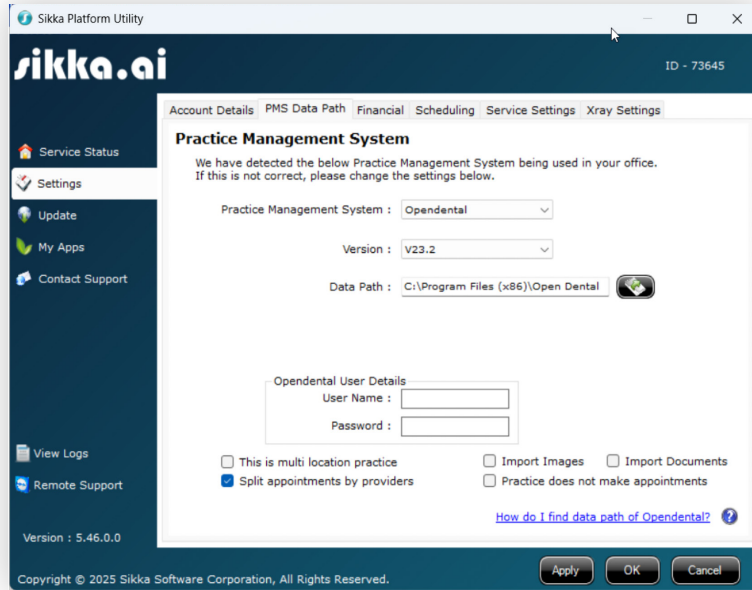 Sikka Platform Utility
sikka.ai
ID - 73645
Account Details PMS Data Path Financial Scheduling Service Settings Xray Settings
Service Status
Settings
Update
My Apps
Contact Support
View Logs
Remote Support
Version : 5.46.0.0
Practice Management System
We have detected the below Practice Management System being used in your office.
If this is not correct, please change the settings below.
Practice Management System : Opendental
Version : V23.2
Data Path : C:\Program Files (x86)\Open Dental
Opendental User Details
User Name :
Password :
This is multi location practice Import Images Import Documents
Split appointments by providers Practice does not make appointments
How do I find data path of Opendental? ?
Apply OK Cancel
Copyright © 2025 Sikka Software Corporation, All Rights Reserved.